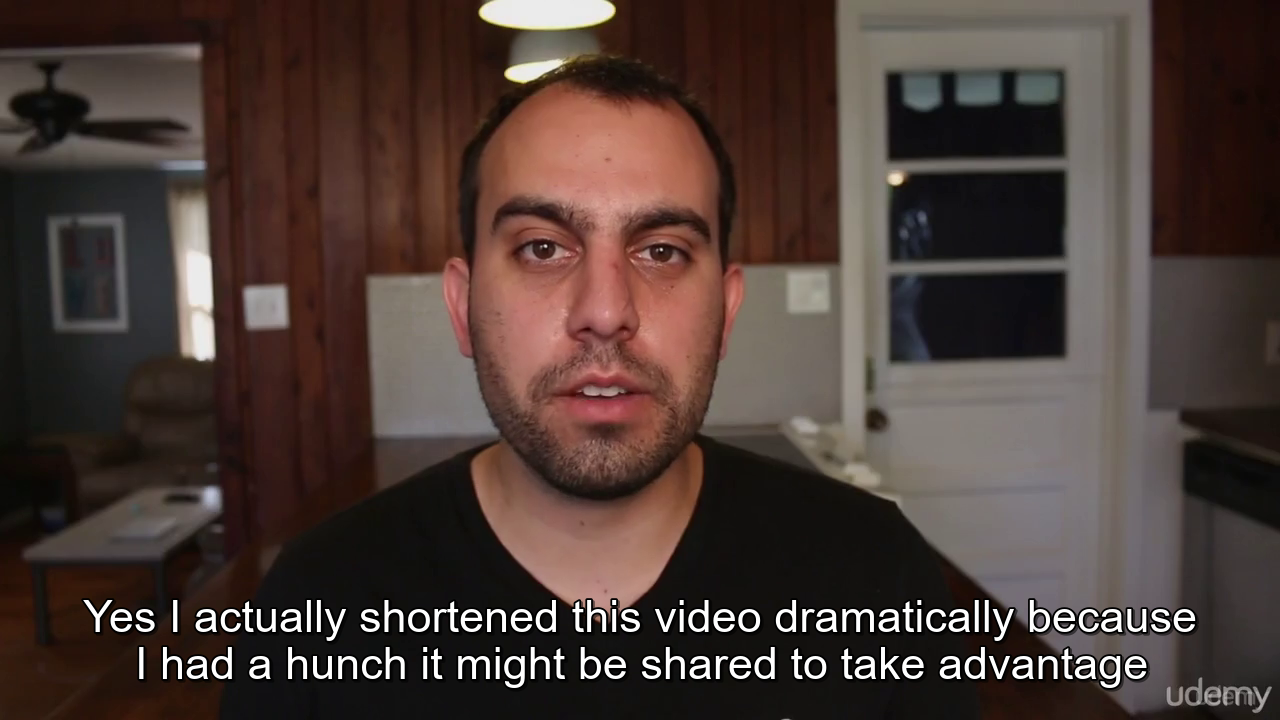 Yes I actually shortened this video dramatically because
I had a hunch it might be shared to take advantage
udemy